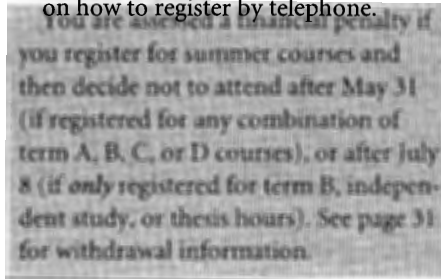 on how to register by telephone.
You are assessed a financial penalty if
you register for summer courses and
then decide not to attend after May 31
(if registered for any combination of
term A, B, C, or D courses), or after July
8 (if only registered for term B, indepen-
dent study, or thesis hours). See page 31
for withdrawal information.